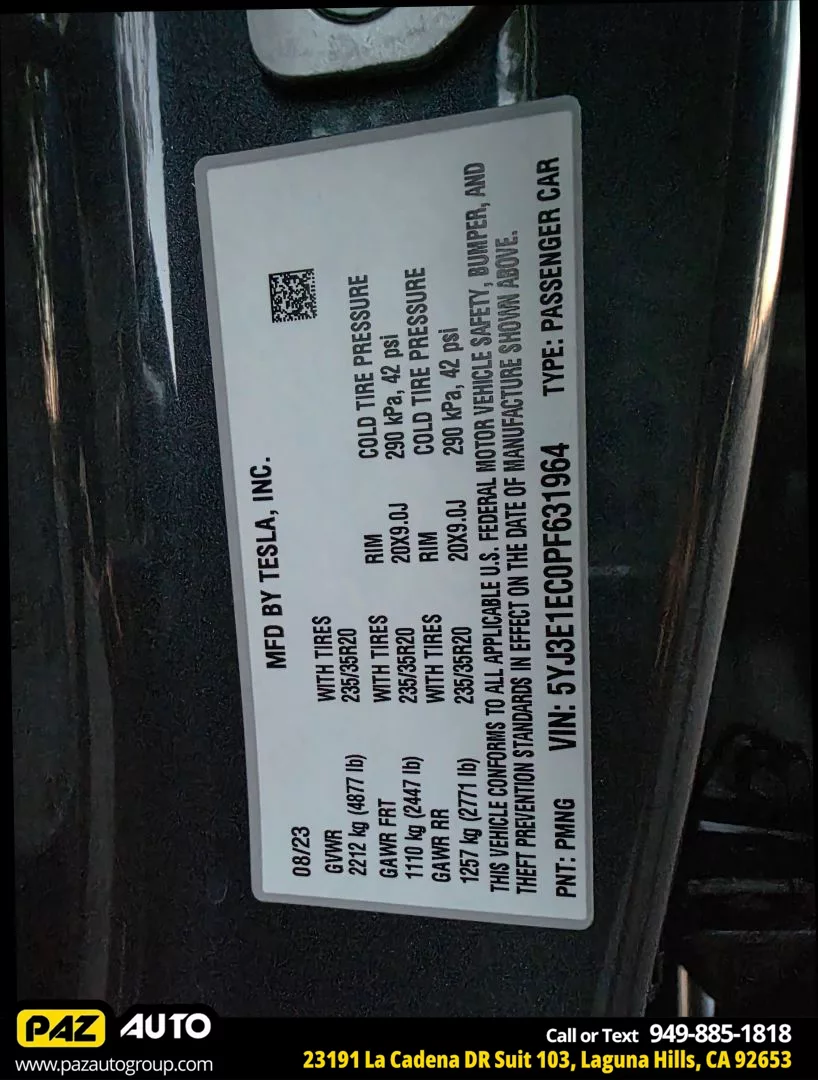 MFD BY TESLA, INC.
08/23
GVWR WITH TIRES
2212 kg (4877 lb) 235/35R20
GAWR FRT WITH TIRES RIM COLD TIRE PRESSURE
1110 kg (2447 lb) 235/35R20 20X9.0J 290 kPa, 42 psi
GAWR RR WITH TIRES RIM COLD TIRE PRESSURE
1257 kg (2771 lb) 235/35R20 20X9.0J 290 kPa, 42 psi
THIS VEHICLE CONFORMS TO ALL APPLICABLE U.S. FEDERAL MOTOR VEHICLE SAFETY, BUMPER, AND
THEFT PREVENTION STANDARDS IN EFFECT ON THE DATE OF MANUFACTURE SHOWN ABOVE.
PNT: PMNG VIN: 5YJ3E1EC0PF631964 TYPE: PASSENGER CAR
PAZ AUTO
www.pazautogroup.com
Call or Text 949-885-1818
23191 La Cadena DR Suit 103, Laguna Hills, CA 92653